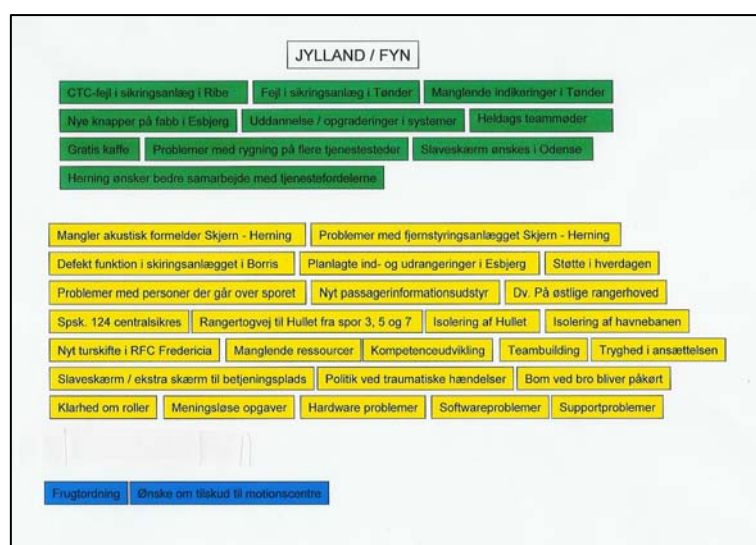 JYLLAND / FYN
CTC-fejl i sikringsanlæg i Ribe Fejl i sikringsanlæg i Tønder Manglende indikeringer i Tønder
Nye knapper på fabb i Esbjerg Uddannelse / opgraderinger i systemer Heldags teammøder
Gratis kaffe Problemer med rygning på flere tjenestesteder Slaveskærm ønskes i Odense
Herning ønsker bedre samarbejde med tjenestefordelerne
Mangler akustisk formelder Skjern - Herning Problemer med fjernstyringsanlægget Skjern - Herning
Defekt funktion i skiringsanlægget i Borris Planlagte ind- og udrangeringer i Esbjerg Støtte i hverdagen
Problemer med personer der går over sporet Nyt passagerinformationsudstyr Dv. På østlige rangerhoved
Spsk. 124 centralsikres Rangertogvej til Hullet fra spor 3, 5 og 7 Isolering af Hullet Isolering af havnebanen
Nyt turskifte i RFC Fredericia Manglende ressourcer Kompetenceudvikling Teambuilding Tryghed i ansættelsen
Slaveskærm / ekstra skærm til betjeningsplads Politik ved traumatiske hændelser Bom ved bro bliver påkørt
Klarhed om roller Meningsløse opgaver Hardware problemer Softwareproblemer Supportproblemer
Frugtordning Ønske om tilskud til motionscentre